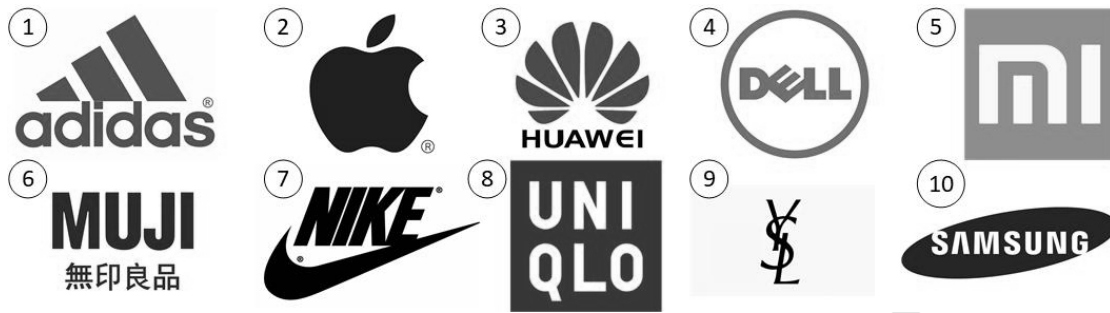 1
adidas®
2
®
3
HUAWEI
4
DELL
5
MI
6
MUJI
無印良品
7
NIKE®
®
8
UNI
QLO
9
YSL
10
SAMSUNG